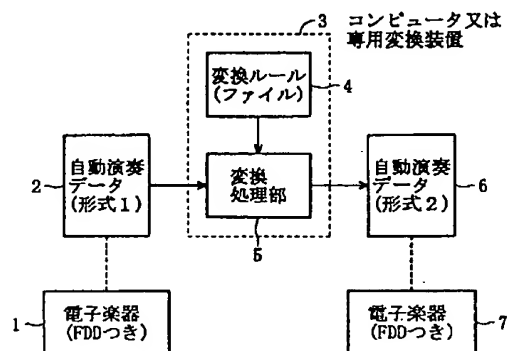 3 コンピュータ又は
専用変換装置
変換ルール
(ファイル)
4
2
自動演奏
データ
(形式1)
変換
処理部
5
自動演奏
データ
(形式2)
6
1
電子楽器
(FDDつき)
電子楽器
(FDDつき)
7